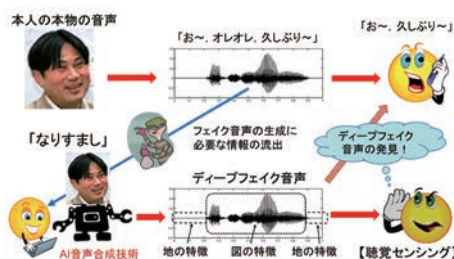 本人の本物の音声
「お～，オレオレ，久しぶり～」
「お～，久しぶり～」
「なりすまし」
フェイク音声の生成に
必要な情報の流出
ディープフェイク
音声の発見！
ディープフェイク音声
AI音声合成技術
地の特徴
図の特徴
地の特徴
【聴覚センシング】